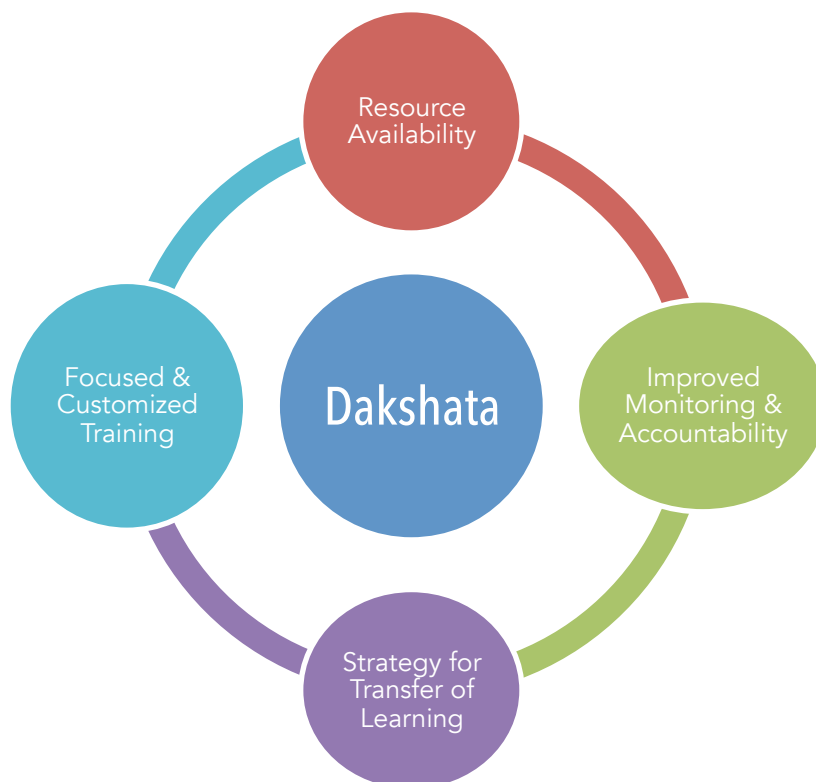 Resource
Availability
Focused &
Customized
Training
Dakshata
Improved
Monitoring &
Accountability
Strategy for
Transfer of
Learning